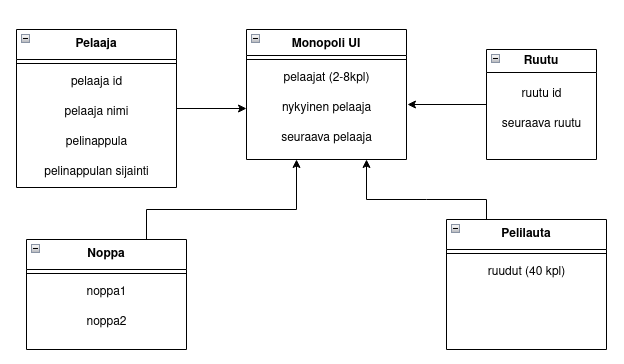 Pelaaja
pelaaja id
pelaaja nimi
pelinappula
pelinappulan sijainti
Monopoli UI
pelaajat (2-8kpl)
nykyinen pelaaja
seuraava pelaaja
Ruutu
ruutu id
seuraava ruutu
Noppa
noppa1
noppa2
Pelilauta
ruudut (40 kpl)